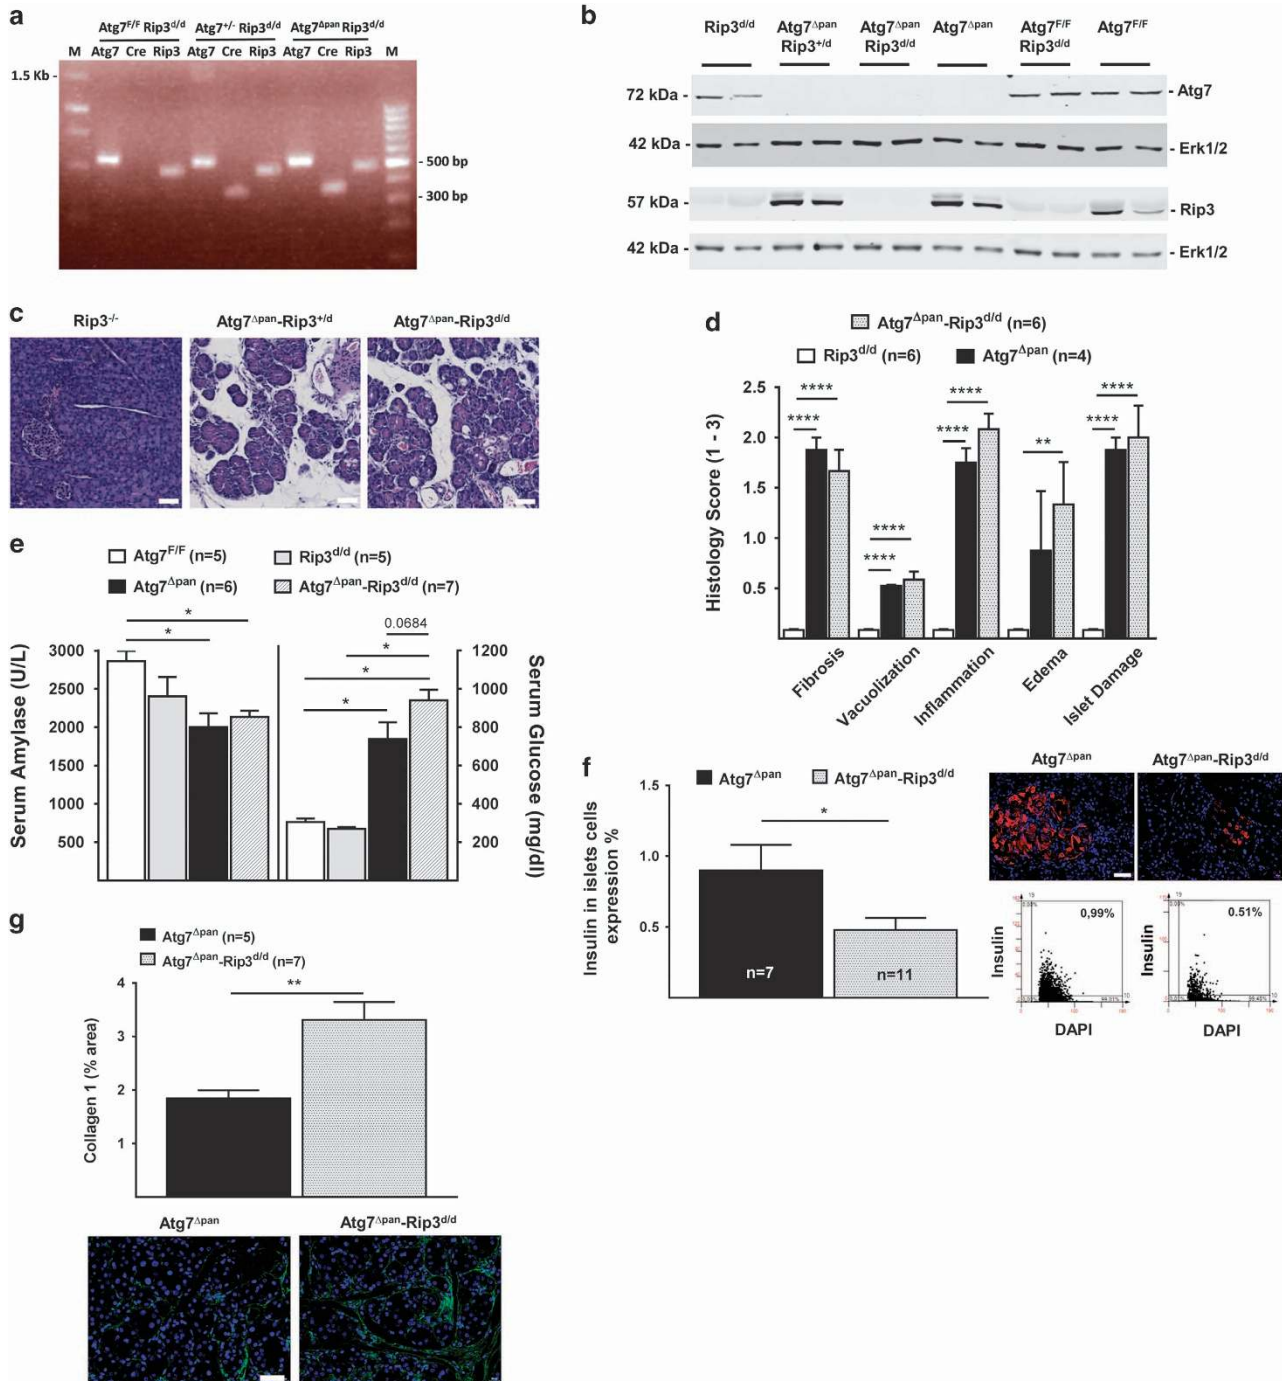 a
Atg7F/F Rip3d/d Atg7+/- Rip3d/d Atg7Δpan Rip3d/d
M Atg7 Cre Rip3 Atg7 Cre Rip3 Atg7 Cre Rip3 M
1.5 Kb -
- 500 bp
- 300 bp
b
Rip3d/d Atg7Δpan Rip3+/d Atg7Δpan Rip3d/d Atg7Δpan Atg7F/F Rip3d/d Atg7F/F
72 kDa - - Atg7
42 kDa - - Erk1/2
57 kDa - - Rip3
42 kDa - - Erk1/2
c
Rip3-/- Atg7Δpan-Rip3+/d Atg7Δpan-Rip3d/d
d
Atg7Δpan-Rip3d/d (n=6)
Rip3d/d (n=6) Atg7Δpan (n=4)
Histology Score (1 - 3)
2.5
2.0
1.5
1.0
0.5
**** **** **** **** **** **** ** **** ****
Fibrosis Vacuolization Inflammation Edema Islet Damage
e
Atg7F/F (n=5) Rip3d/d (n=5)
Atg7Δpan (n=6) Atg7Δpan-Rip3d/d (n=7)
0.0684
* * * * *
Serum Amylase (U/L)
3000
2500
2000
1500
1000
500
Serum Glucose (mg/dl)
1200
1000
800
600
400
200
f
Atg7Δpan Atg7Δpan-Rip3d/d
Insulin in islets cells
expression %
1.5
1.0
0.5
*
n=7 n=11
Atg7Δpan Atg7Δpan-Rip3d/d
0,99% 0.51%
Insulin Insulin
DAPI DAPI
g
Atg7Δpan (n=5)
Atg7Δpan-Rip3d/d (n=7)
Collagen 1 (% area)
4
3
2
1
**
Atg7Δpan Atg7Δpan-Rip3d/d